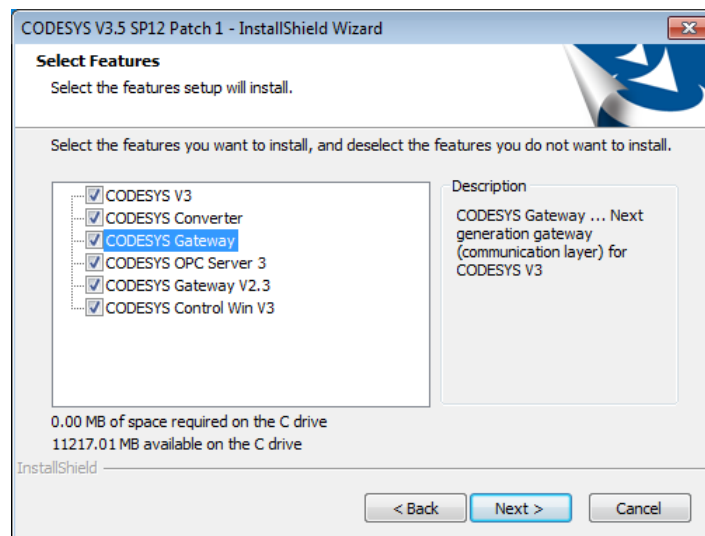 CODESYS V3.5 SP12 Patch 1 - InstallShield Wizard
Select Features
Select the features setup will install.
Select the features you want to install, and deselect the features you do not want to install.
CODESYS V3
CODESYS Converter
CODESYS Gateway
CODESYS OPC Server 3
CODESYS Gateway V2.3
CODESYS Control Win V3
Description
CODESYS Gateway ... Next
generation gateway
(communication layer) for
CODESYS V3
0.00 MB of space required on the C drive
11217.01 MB available on the C drive
InstallShield
< Back
Next >
Cancel